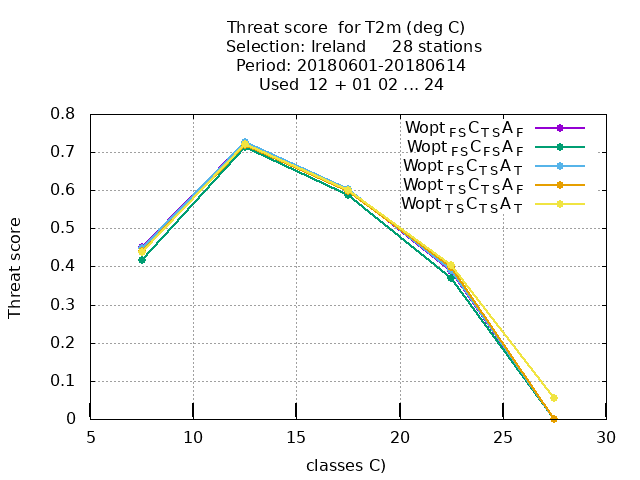 Threat score  for T2m (deg C)
Selection: Ireland     28 stations
Period: 20180601-20180614
Used  12 + 01 02 ... 24
0.8
0.7
0.6
0.5
0.4
0.3
0.2
0.1
0
Threat score
Wopt FS C TS A F
Wopt FS C FS A F
Wopt FS C TS A T
Wopt TS C TS A F
Wopt TS C TS A T
5 10 15 20 25 30
classes C)